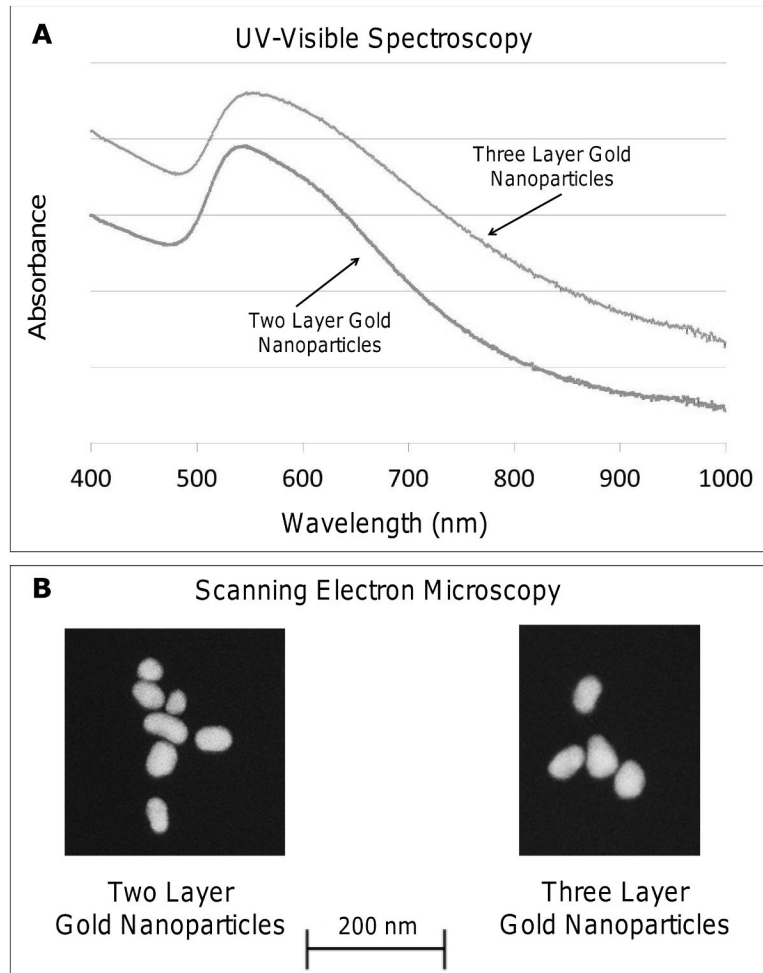 A
UV-Visible Spectroscopy
Three Layer Gold
Nanoparticles
Two Layer Gold
Nanoparticles
Absorbance
400 500 600 700 800 900 1000
Wavelength (nm)
B
Scanning Electron Microscopy
Two Layer
Gold Nanoparticles
200 nm
Three Layer
Gold Nanoparticles